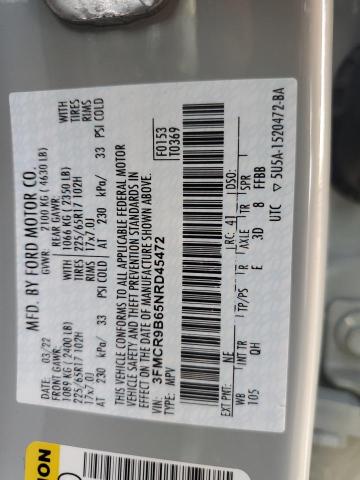 MFD. BY FORD MOTOR CO.
DATE: 03/22 GVWR: 2100 KG ( 4630 LB)
FRONT GAWR: REAR GAWR: WITH
1089 KG ( 2400 LB) 1066 KG ( 2350 LB) TIRES
225/65R17 102H 225/65R17 102H RIMS
17x7.0J 17x7.0J
AT 230 kPa/ 33 PSI COLD AT 230 kPa/ 33 PSI COLD
THIS VEHICLE CONFORMS TO ALL APPLICABLE FEDERAL MOTOR
VEHICLE SAFETY AND THEFT PREVENTION STANDARDS IN
EFFECT ON THE DATE OF MANUFACTURE SHOWN ABOVE.
VIN: 3FMCR9B65NRD45472
TYPE: MPV
F0153
T0369
EXT PNT: NE RC: 41 DSO:
WB INT TR TP/PS R AXLE TR SPR
105 QH E 3D 8 FFBB
UTC ▽ 5U5A-1520472-BA